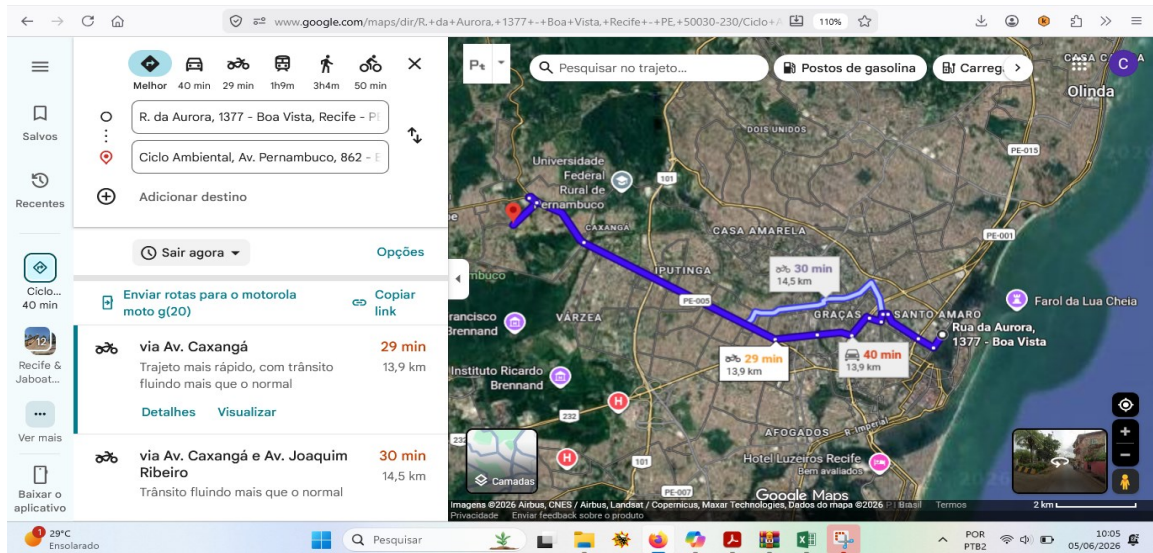 www.google.com/maps/dir/R.+da+Aurora,+1377+-+Boa+Vista,+Recife+-+PE,+50030-230/Ciclo+A
110%
Melhor 40 min 29 min 1h9m 3h4m 50 min
R. da Aurora, 1377 - Boa Vista, Recife - PE
Ciclo Ambiental, Av. Pernambuco, 862 -
Adicionar destino
Sair agora
Opções
Enviar rotas para o motorola
moto g(20)
Copiar
link
via Av. Caxangá 29 min
Trajeto mais rápido, com trânsito 13,9 km
fluindo mais que o normal
Detalhes Visualizar
via Av. Caxangá e Av. Joaquim 30 min
Ribeiro 14,5 km
Trânsito fluindo mais que o normal
Salvos
Recentes
Ciclo...
40 min
12
Recife &
Jaboat...
Ver mais
Baixar o
aplicativo
Pesquisar no trajeto...
Postos de gasolina
Carreg
C
Olinda
DOIS UNIDOS
PE-015
Universidade
Federal
Rural de
Pernambuco
101
CAXANGÁ
CASA AMARELA
PE-001
IPUTINGA
30 min
14,5 km
PE-005
GRAÇAS
SANTO AMARO
Farol da Lua Cheia
Rua da Aurora,
1377 - Boa Vista
VÁRZEA
rancisco
Brennand
29 min
13,9 km
40 min
13,9 km
Instituto Ricardo
Brennand
H
232
232
AFOGADOS
R. Imperial
H
101
Hotel Luzeiros Recife
Bem avaliados
PE-007
Camadas
Google Maps
Imagens ©2026 Airbus, CNES / Airbus, Landsat / Copernicus, Maxar Technologies, Dados do mapa ©2026 Brasil Termos 2 km
Privacidade Enviar feedback sobre o produto
1
29°C
Ensolarado
Pesquisar
POR
PTB2
10:05
05/06/2026